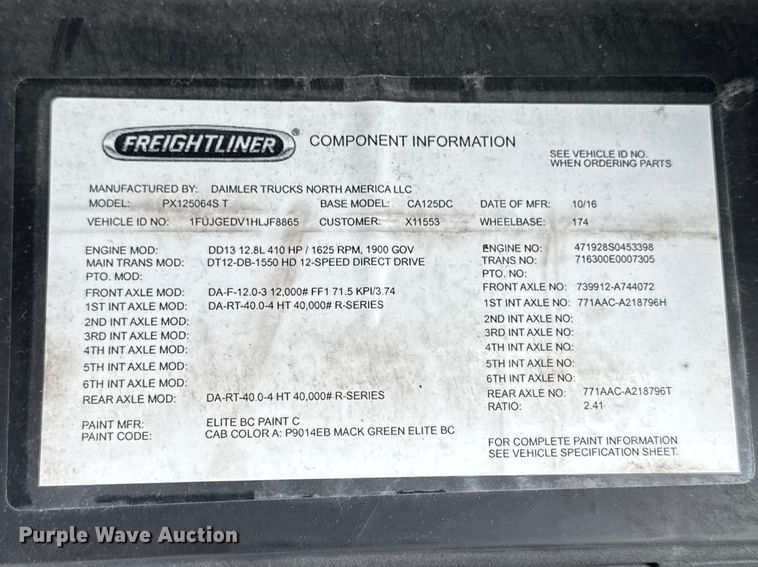 FREIGHTLINER® COMPONENT INFORMATION
SEE VEHICLE ID NO.
WHEN ORDERING PARTS
MANUFACTURED BY: DAIMLER TRUCKS NORTH AMERICA LLC
MODEL: PX125064S T BASE MODEL: CA125DC DATE OF MFR: 10/16
VEHICLE ID NO: 1FUJGEDV1HLJF8865 CUSTOMER: X11553 WHEELBASE: 174
ENGINE MOD: DD13 12.8L 410 HP / 1625 RPM, 1900 GOV ENGINE NO: 471928S0453398
MAIN TRANS MOD: DT12-DB-1550 HD 12-SPEED DIRECT DRIVE TRANS NO: 716300E0007305
PTO. MOD: PTO. NO:
FRONT AXLE MOD: DA-F-12.0-3 12,000# FF1 71.5 KPI/3.74 FRONT AXLE NO: 739912-A744072
1ST INT AXLE MOD: DA-RT-40.0-4 HT 40,000# R-SERIES 1ST INT AXLE NO: 771AAC-A218796H
2ND INT AXLE MOD: 2ND INT AXLE NO:
3RD INT AXLE MOD: 3RD INT AXLE NO:
4TH INT AXLE MOD: 4TH INT AXLE NO:
5TH INT AXLE MOD: 5TH INT AXLE NO:
6TH INT AXLE MOD: 6TH INT AXLE NO:
REAR AXLE MOD: DA-RT-40.0-4 HT 40,000# R-SERIES REAR AXLE NO: 771AAC-A218796T
RATIO: 2.41
PAINT MFR: ELITE BC PAINT C
PAINT CODE: CAB COLOR A: P9014EB MACK GREEN ELITE BC
FOR COMPLETE PAINT INFORMATION
SEE VEHICLE SPECIFICATION SHEET.
Purple Wave Auction